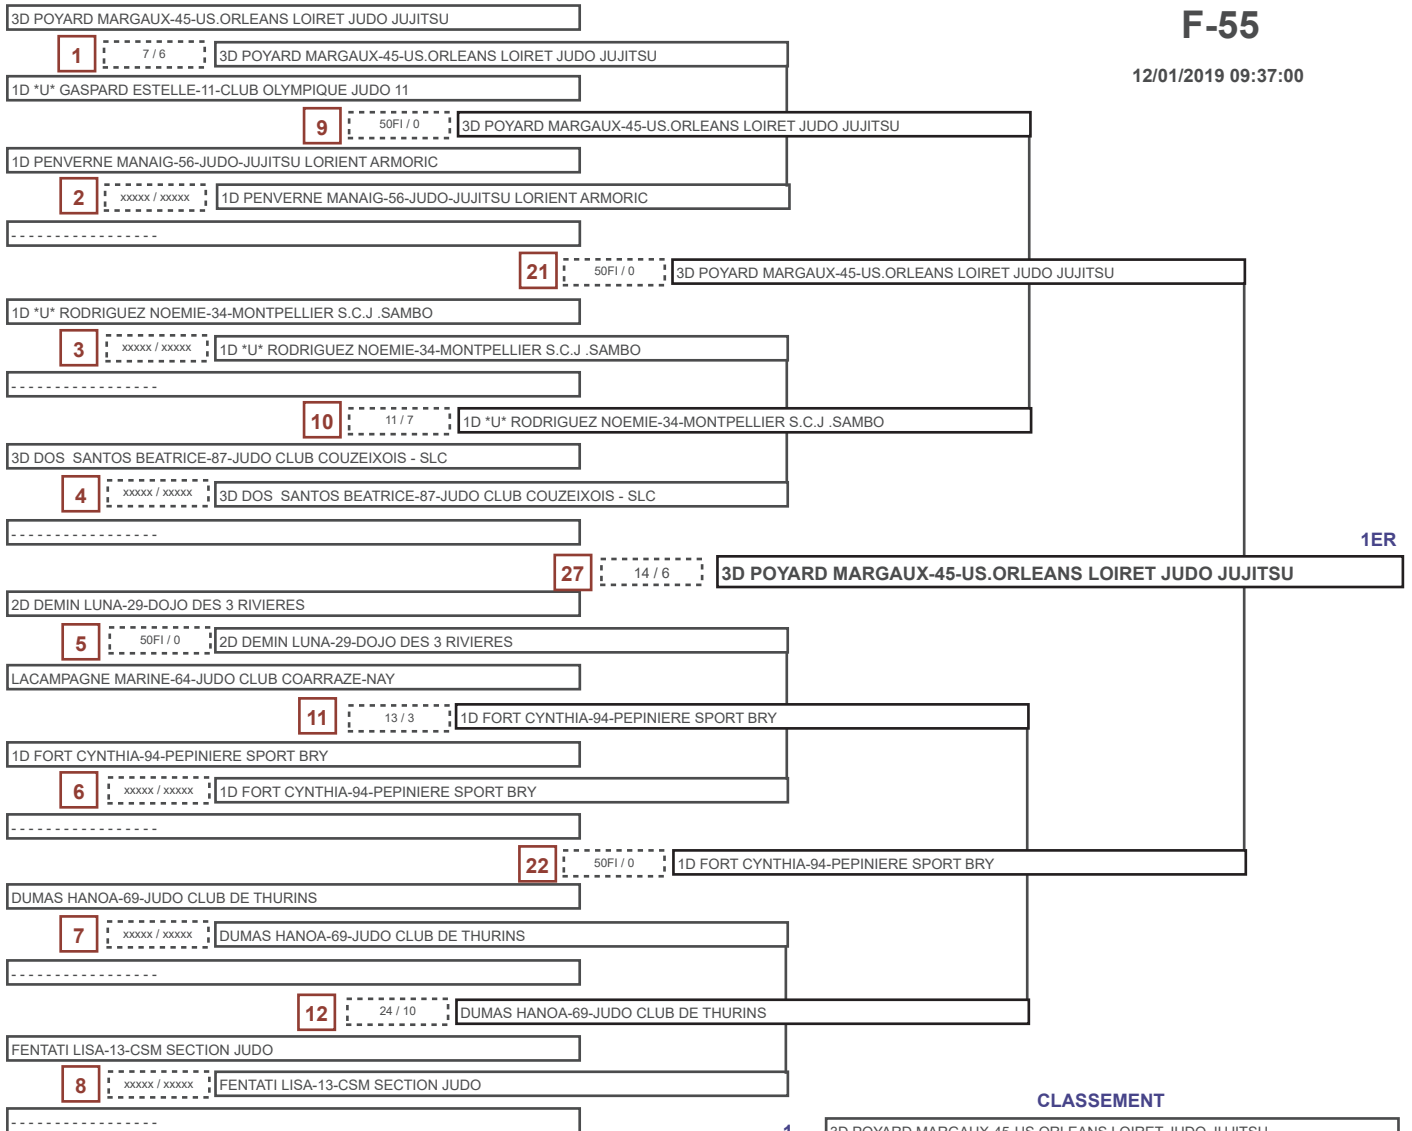 3D POYARD MARGAUX-45-US.ORLEANS LOIRET JUDO JUJITSU
F-55
1 7 / 6 3D POYARD MARGAUX-45-US.ORLEANS LOIRET JUDO JUJITSU
12/01/2019 09:37:00
1D *U* GASPARD ESTELLE-11-CLUB OLYMPIQUE JUDO 11
9 50FI / 0 3D POYARD MARGAUX-45-US.ORLEANS LOIRET JUDO JUJITSU
1D PENVERNE MANAIG-56-JUDO-JUJITSU LORIENT ARMORIC
2 xxxxx / xxxxx 1D PENVERNE MANAIG-56-JUDO-JUJITSU LORIENT ARMORIC
- - - - - - - - - - - - - - - - -
21 50FI / 0 3D POYARD MARGAUX-45-US.ORLEANS LOIRET JUDO JUJITSU
1D *U* RODRIGUEZ NOEMIE-34-MONTPELLIER S.C.J .SAMBO
3 xxxxx / xxxxx 1D *U* RODRIGUEZ NOEMIE-34-MONTPELLIER S.C.J .SAMBO
- - - - - - - - - - - - - - - - -
10 11 / 7 1D *U* RODRIGUEZ NOEMIE-34-MONTPELLIER S.C.J .SAMBO
3D DOS  SANTOS BEATRICE-87-JUDO CLUB COUZEIXOIS - SLC
4 xxxxx / xxxxx 3D DOS  SANTOS BEATRICE-87-JUDO CLUB COUZEIXOIS - SLC
- - - - - - - - - - - - - - - - -
1ER
27 14 / 6 3D POYARD MARGAUX-45-US.ORLEANS LOIRET JUDO JUJITSU
2D DEMIN LUNA-29-DOJO DES 3 RIVIERES
5 50FI / 0 2D DEMIN LUNA-29-DOJO DES 3 RIVIERES
LACAMPAGNE MARINE-64-JUDO CLUB COARRAZE-NAY
11 13 / 3 1D FORT CYNTHIA-94-PEPINIERE SPORT BRY
1D FORT CYNTHIA-94-PEPINIERE SPORT BRY
6 xxxxx / xxxxx 1D FORT CYNTHIA-94-PEPINIERE SPORT BRY
- - - - - - - - - - - - - - - - -
22 50FI / 0 1D FORT CYNTHIA-94-PEPINIERE SPORT BRY
DUMAS HANOA-69-JUDO CLUB DE THURINS
7 xxxxx / xxxxx DUMAS HANOA-69-JUDO CLUB DE THURINS
- - - - - - - - - - - - - - - - -
12 24 / 10 DUMAS HANOA-69-JUDO CLUB DE THURINS
FENTATI LISA-13-CSM SECTION JUDO
8 xxxxx / xxxxx FENTATI LISA-13-CSM SECTION JUDO
CLASSEMENT
- - - - - - - - - - - - - - - - -
1 3D POYARD MARGAUX-45-US.ORLEANS LOIRET JUDO JUJITSU